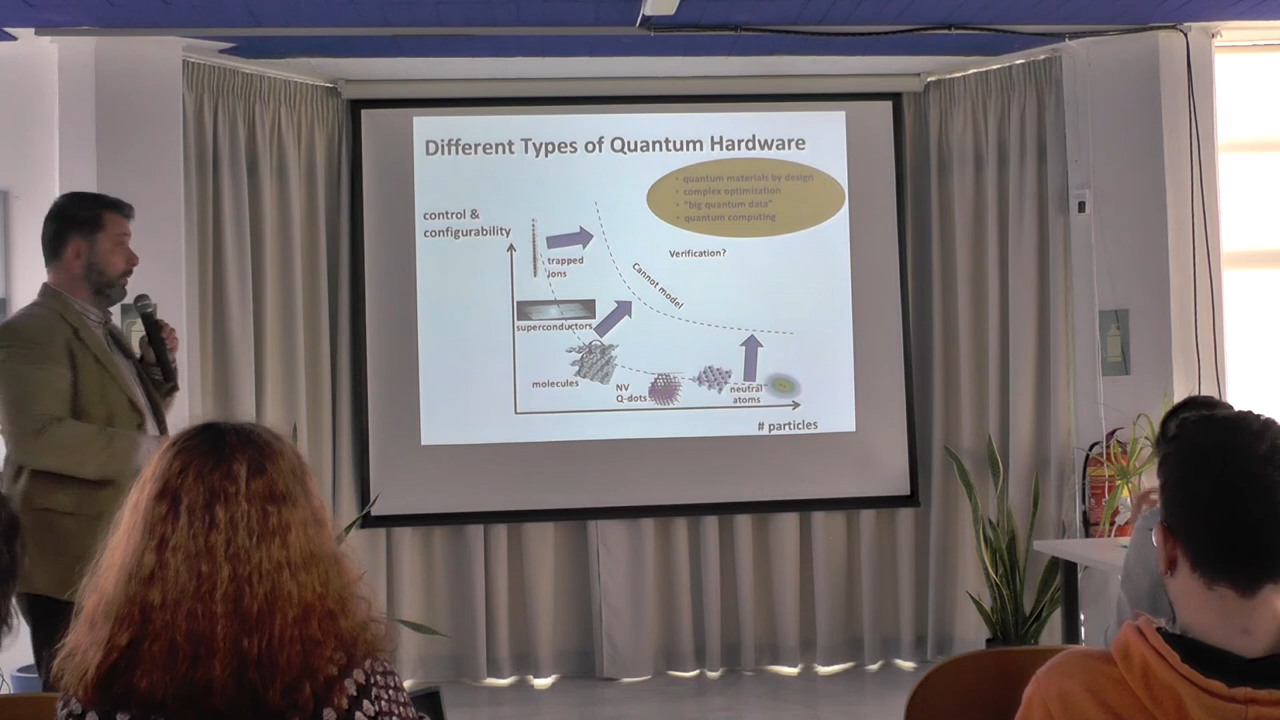 Different Types of Quantum Hardware
• quantum materials by design
• complex optimization
• "big quantum data"
• quantum computing
control &
configurability
Verification?
trapped
ions
Cannot model
superconductors
molecules
NV
Q-dots
neutral
atoms
# particles